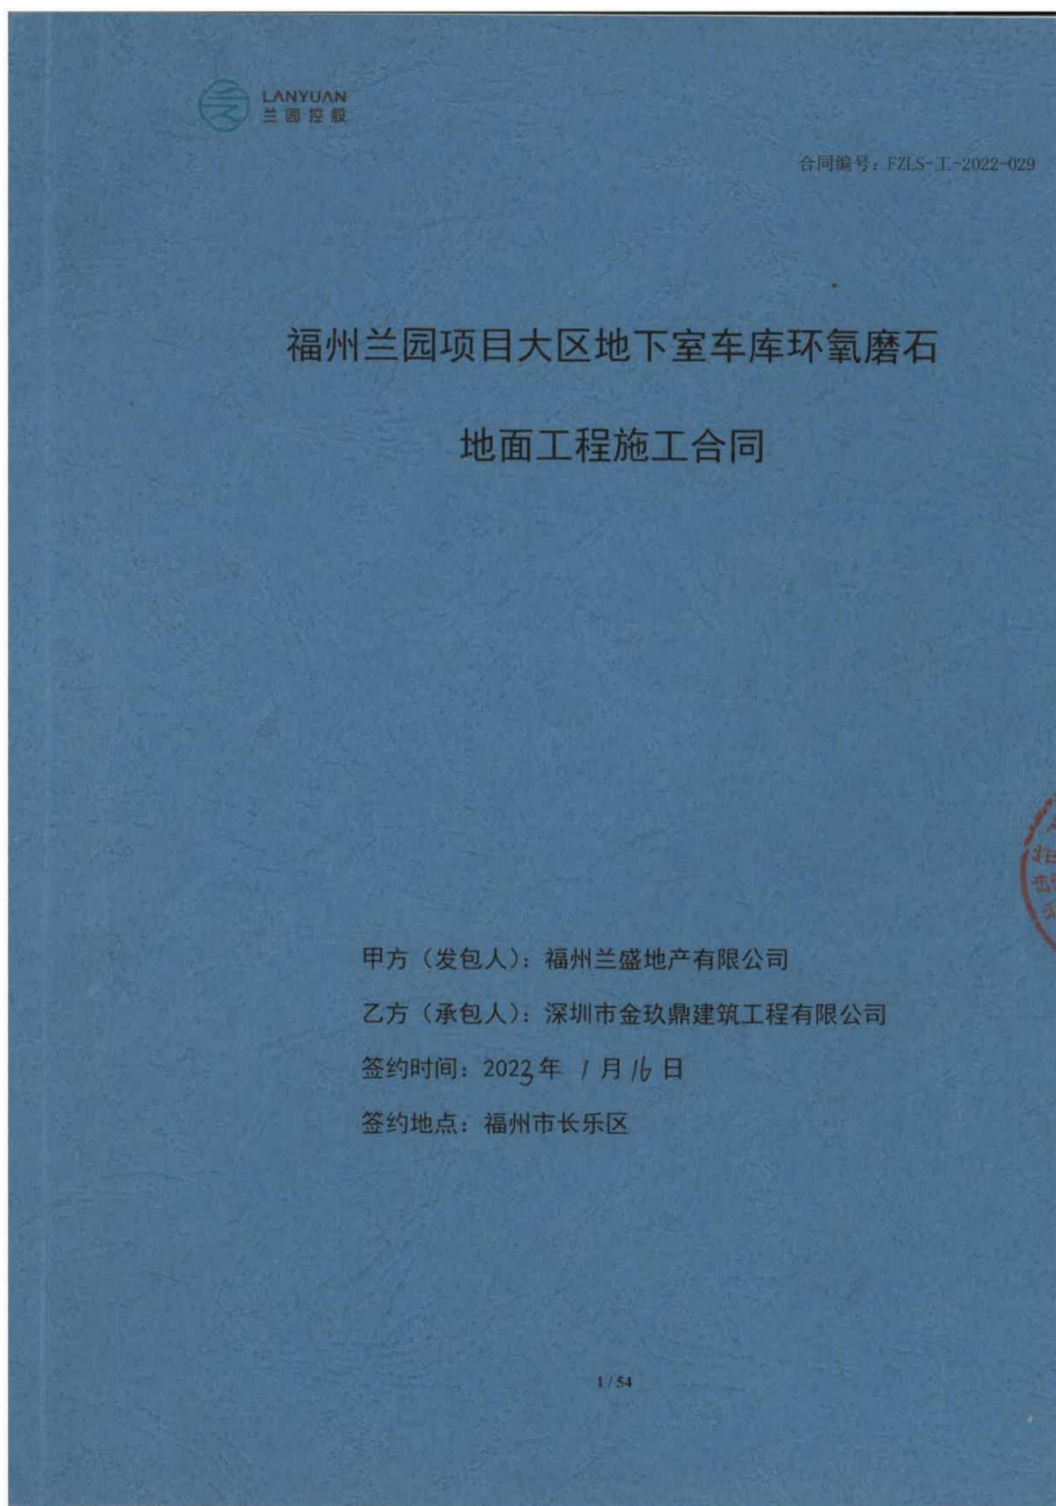 LANYUAN
兰园控股
合同编号：FZLS-工-2022-029
福州兰园项目大区地下室车库环氧磨石
地面工程施工合同
甲方（发包人）：福州兰盛地产有限公司
乙方（承包人）：深圳市金玖鼎建筑工程有限公司
签约时间：2023年 1月16日
签约地点：福州市长乐区
1 / 54